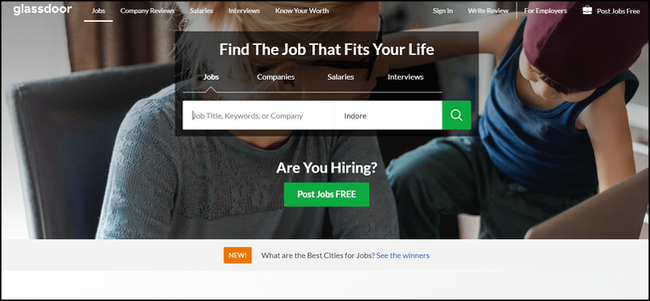 glassdoor Jobs Company Reviews Salaries Interviews Know Your Worth Sign In Write Review For Employers Post Jobs Free
Find The Job That Fits Your Life
Jobs Companies Salaries Interviews
Job Title, Keywords, or Company Indore
Are You Hiring?
Post Jobs FREE
NEW! What are the Best Cities for Jobs? See the winners